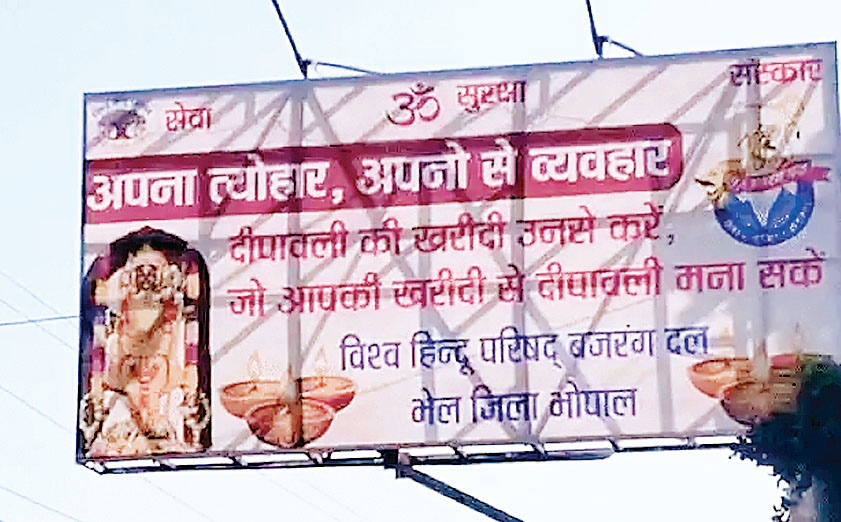 सेवा ॐ सुरक्षा संस्कार
अपना त्योहार, अपनो से व्यवहार
दीपावली की खरीदी उनसे करें,
जो आपकी खरीदी से दीपावली मना सकें
विश्व हिन्दू परिषद् बजरंग दल
भेल जिला भोपाल